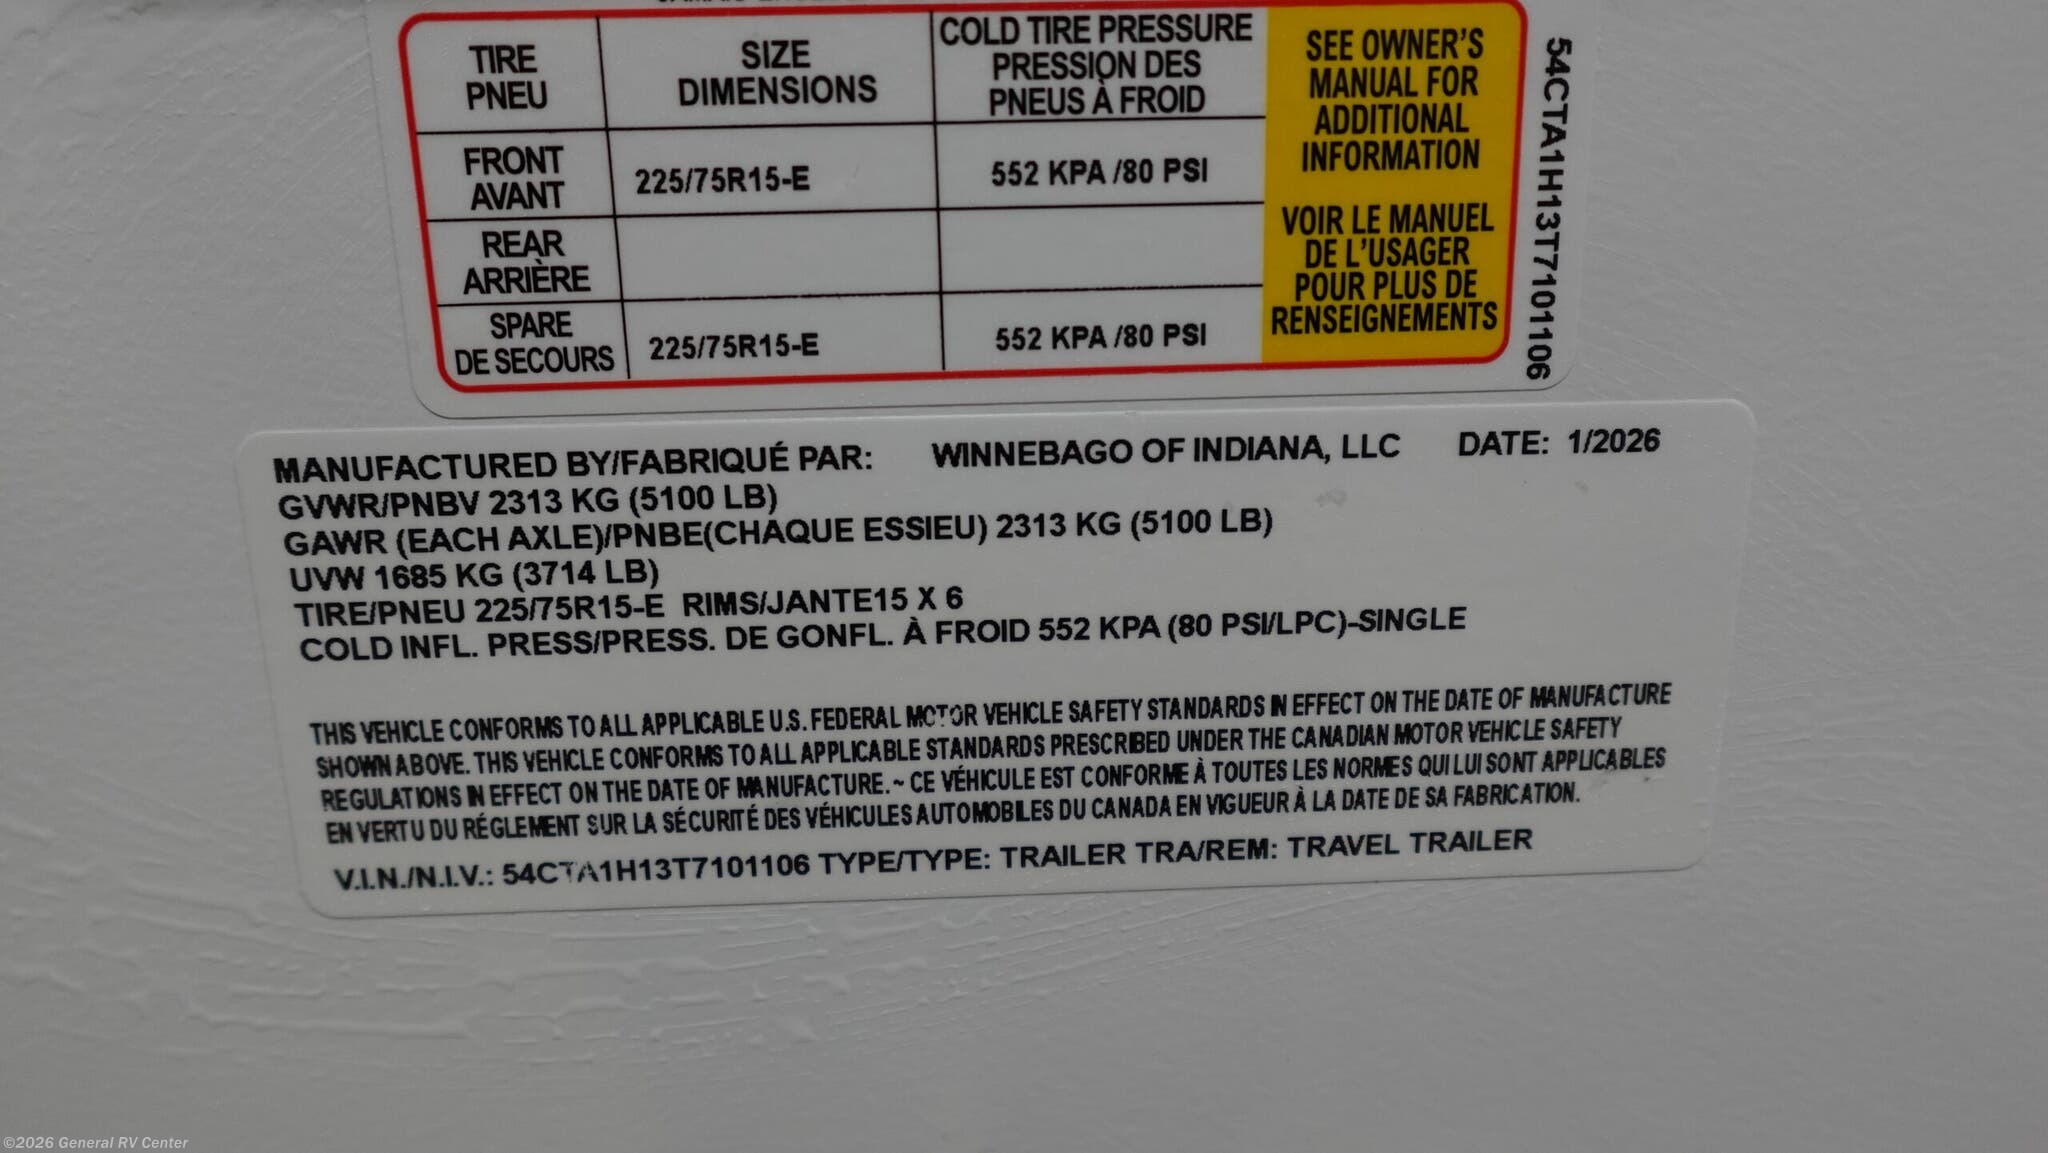 TIRE
PNEU
SIZE
DIMENSIONS
COLD TIRE PRESSURE
PRESSION DES
PNEUS À FROID
FRONT
AVANT
225/75R15-E
552 KPA /80 PSI
REAR
ARRIÈRE
SPARE
DE SECOURS
225/75R15-E
552 KPA /80 PSI
SEE OWNER'S
MANUAL FOR
ADDITIONAL
INFORMATION
VOIR LE MANUEL
DE L'USAGER
POUR PLUS DE
RENSEIGNEMENTS
54CTA1H13T7101106
MANUFACTURED BY/FABRIQUÉ PAR: WINNEBAGO OF INDIANA, LLC DATE: 1/2026
GVWR/PNBV 2313 KG (5100 LB)
GAWR (EACH AXLE)/PNBE(CHAQUE ESSIEU) 2313 KG (5100 LB)
UVW 1685 KG (3714 LB)
TIRE/PNEU 225/75R15-E RIMS/JANTE15 X 6
COLD INFL. PRESS/PRESS. DE GONFL. À FROID 552 KPA (80 PSI/LPC)-SINGLE
THIS VEHICLE CONFORMS TO ALL APPLICABLE U.S. FEDERAL MOTOR VEHICLE SAFETY STANDARDS IN EFFECT ON THE DATE OF MANUFACTURE
SHOWN ABOVE. THIS VEHICLE CONFORMS TO ALL APPLICABLE STANDARDS PRESCRIBED UNDER THE CANADIAN MOTOR VEHICLE SAFETY
REGULATIONS IN EFFECT ON THE DATE OF MANUFACTURE. ~ CE VÉHICULE EST CONFORME À TOUTES LES NORMES QUI LUI SONT APPLICABLES
EN VERTU DU RÉGLEMENT SUR LA SÉCURITÉ DES VÉHICULES AUTOMOBILES DU CANADA EN VIGUEUR À LA DATE DE SA FABRICATION.
V.I.N./N.I.V.: 54CTA1H13T7101106 TYPE/TYPE: TRAILER TRA/REM: TRAVEL TRAILER
©2026 General RV Center